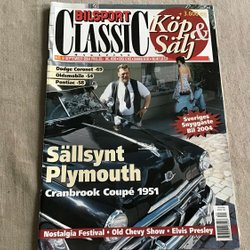 BILSPORT
CLASSIC
MAGAZINE
Köp
&
Sälj
Dodge Coronet -69
Oldsmobile -54
Pontiac -58
Sveriges
Snyggaste
Bil 2004
Sällsynt
Plymouth
Cranbrook Coupé 1951
Nostalgia Festival • Old Chevy Show • Elvis Presley